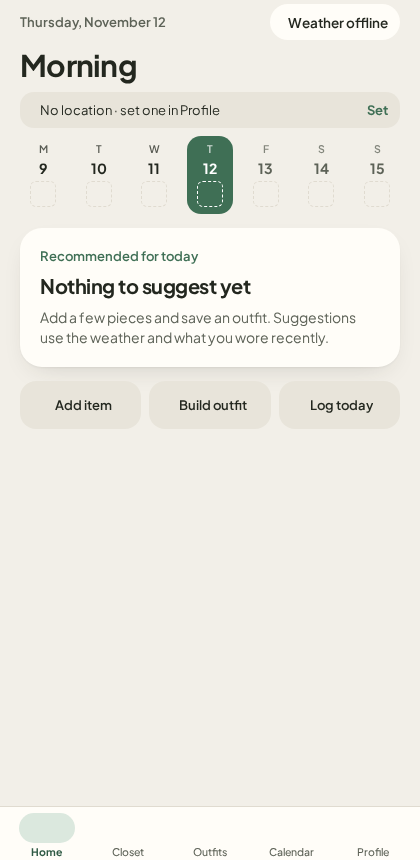 Thursday, November 12
Weather offline
Morning
No location · set one in Profile
Set
M T W T F S S
9 10 11 12 13 14 15
Recommended for today
Nothing to suggest yet
Add a few pieces and save an outfit. Suggestions
use the weather and what you wore recently.
Add item
Build outfit
Log today
Home
Closet
Outfits
Calendar
Profile